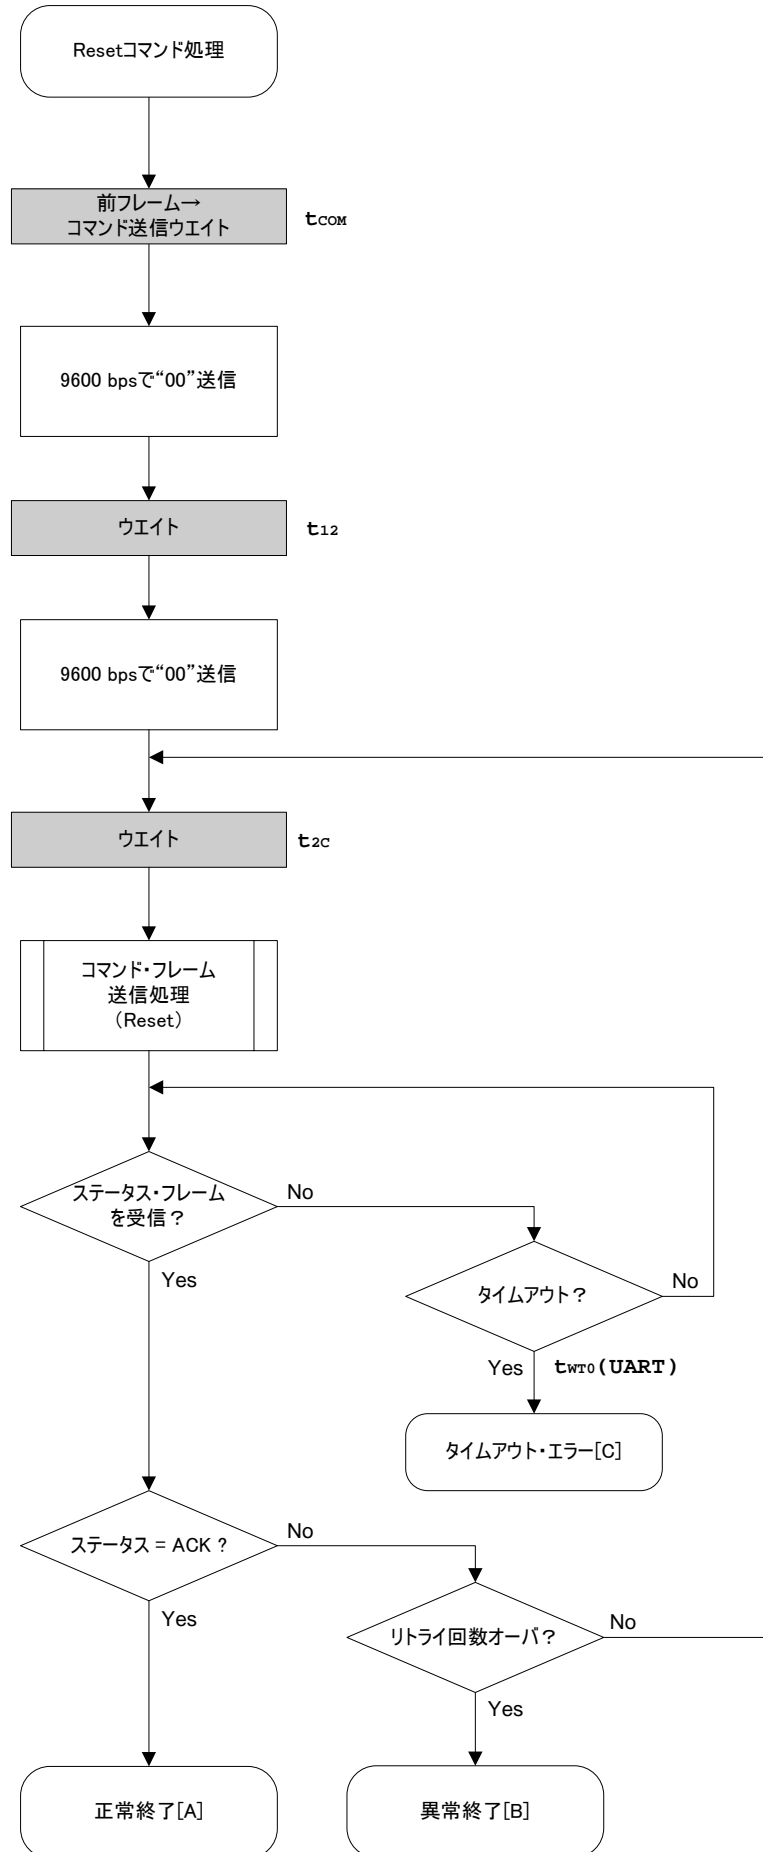 Resetコマンド処理
前フレーム→
コマンド送信ウエイト
tCOM
9600 bpsで“00”送信
ウエイト
t12
9600 bpsで“00”送信
ウエイト
t2C
コマンド・フレーム
送信処理
（Reset）
ステータス・フレーム
を受信？
No
Yes
タイムアウト？
No
Yes
tWT0(UART)
タイムアウト・エラー[C]
ステータス = ACK ?
No
Yes
リトライ回数オーバ？
No
Yes
正常終了[A]
異常終了[B]